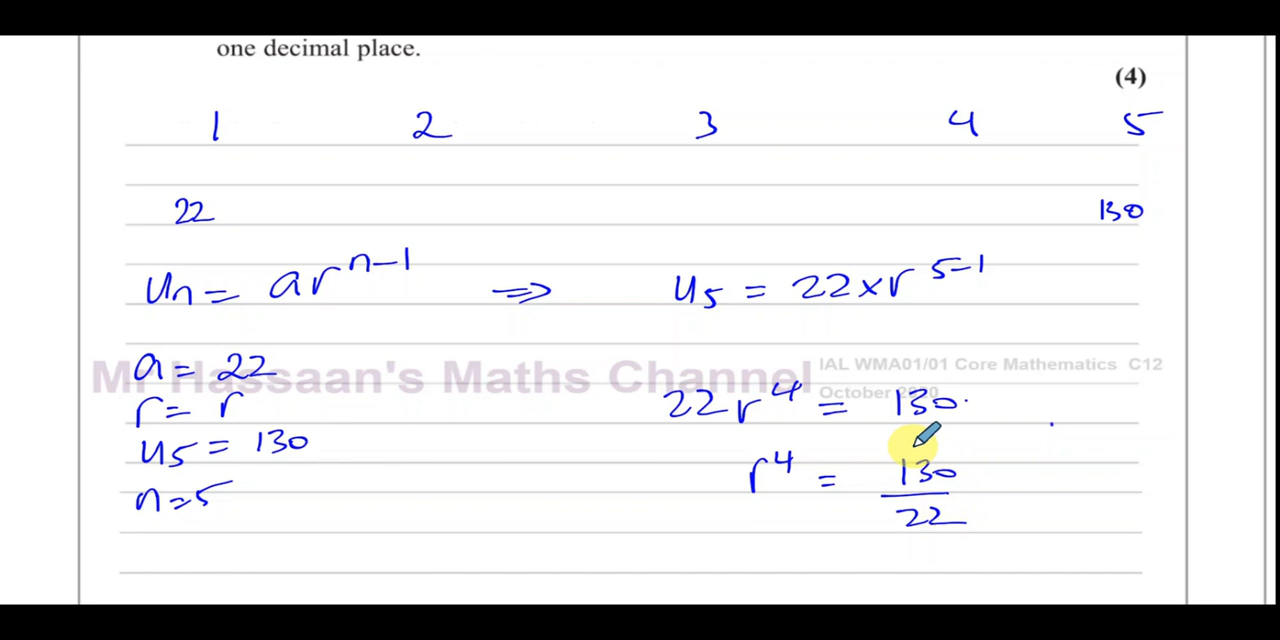 one decimal place.
(4)
1 2 3 4 5
22 130
Un = ar^(n-1) ⇒ U5 = 22 x r^(5-1)
a = 22
Mr Hassaan's Maths Channel
IAL WMA01/01 Core Mathematics C12
October 2020
r = r
22r^4 = 130.
U5 = 130
r^4 = 130/22
n = 5